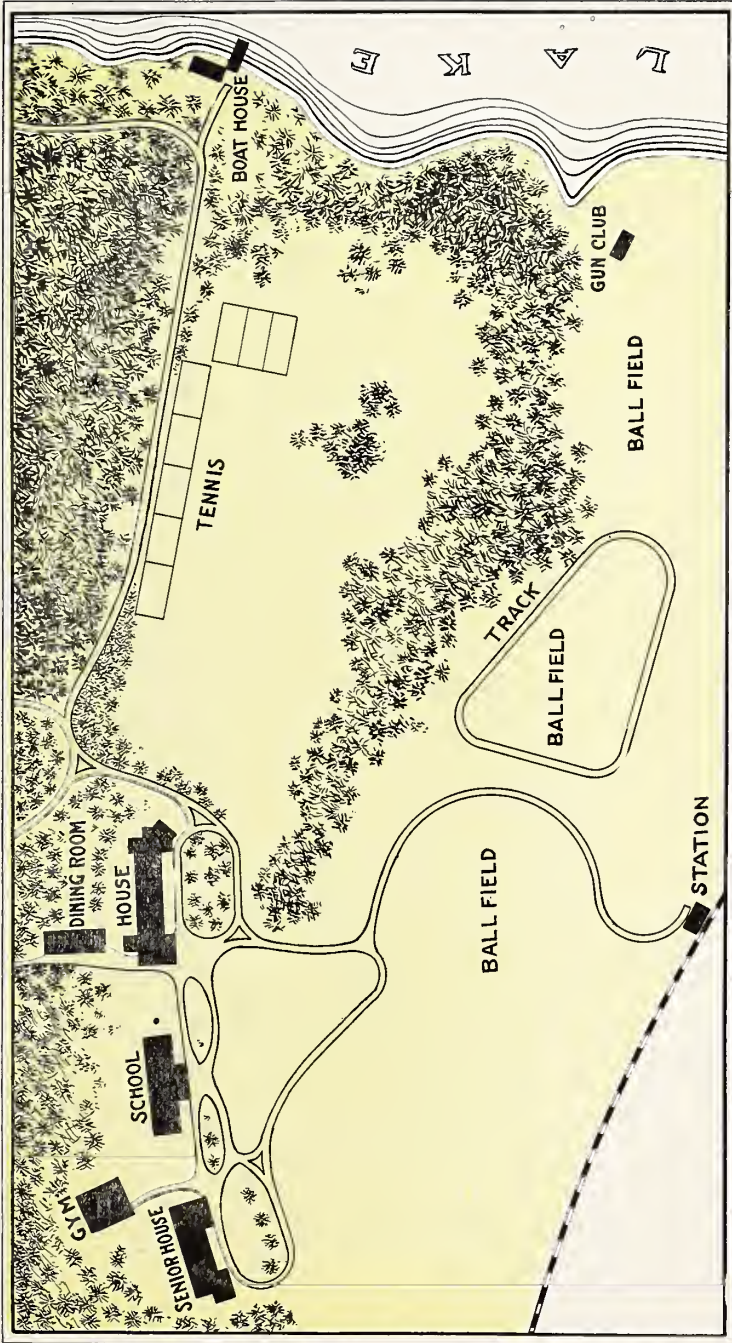 LAKE
BOAT HOUSE
GUN CLUB
BALL FIELD
TENNIS
TRACK
BALL FIELD
STATION
DINING ROOM
HOUSE
BALL FIELD
SCHOOL
GYM
SENIOR HOUSE